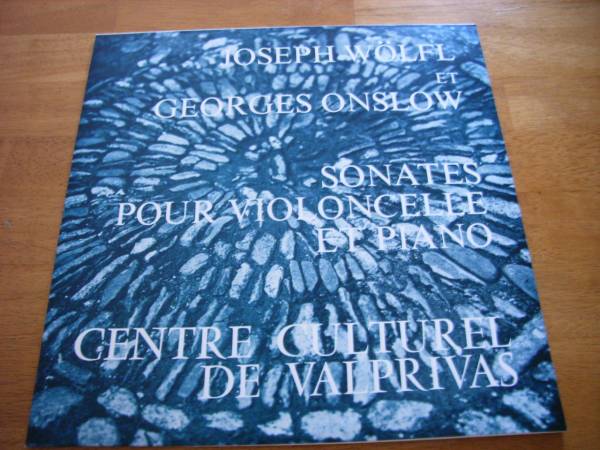 JOSEPH WÖLFL
ET
GEORGES ONSLOW
SONATES
POUR VIOLONCELLE
ET PIANO
CENTRE CULTUREL
DE VALPRIVAS